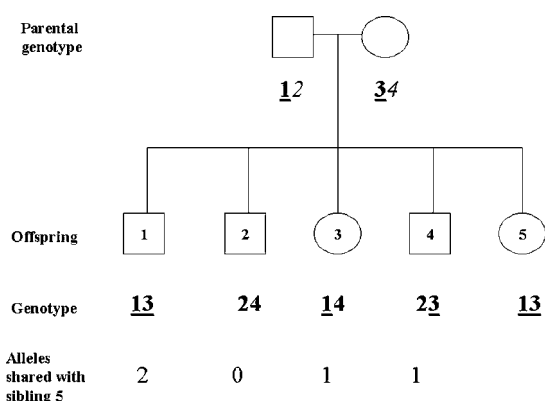 Parental
genotype
12 34
Offspring 1 2 3 4 5
Genotype 13 24 14 23 13
Alleles
shared with 2 0 1 1
sibling 5